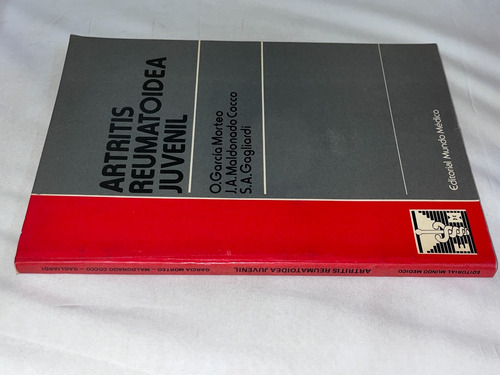 ARTRITIS
REUMATOIDEA
JUVENIL
O. García Morteo
J.A. Maldonado Cocco
S.A. Gagliardi
Editorial Mundo Médico
GARCIA MORTEO - MALDONADO COCCO - GAGLIARDI ARTRITIS REUMATOIDEA JUVENIL EDITORIAL MUNDO MEDICO